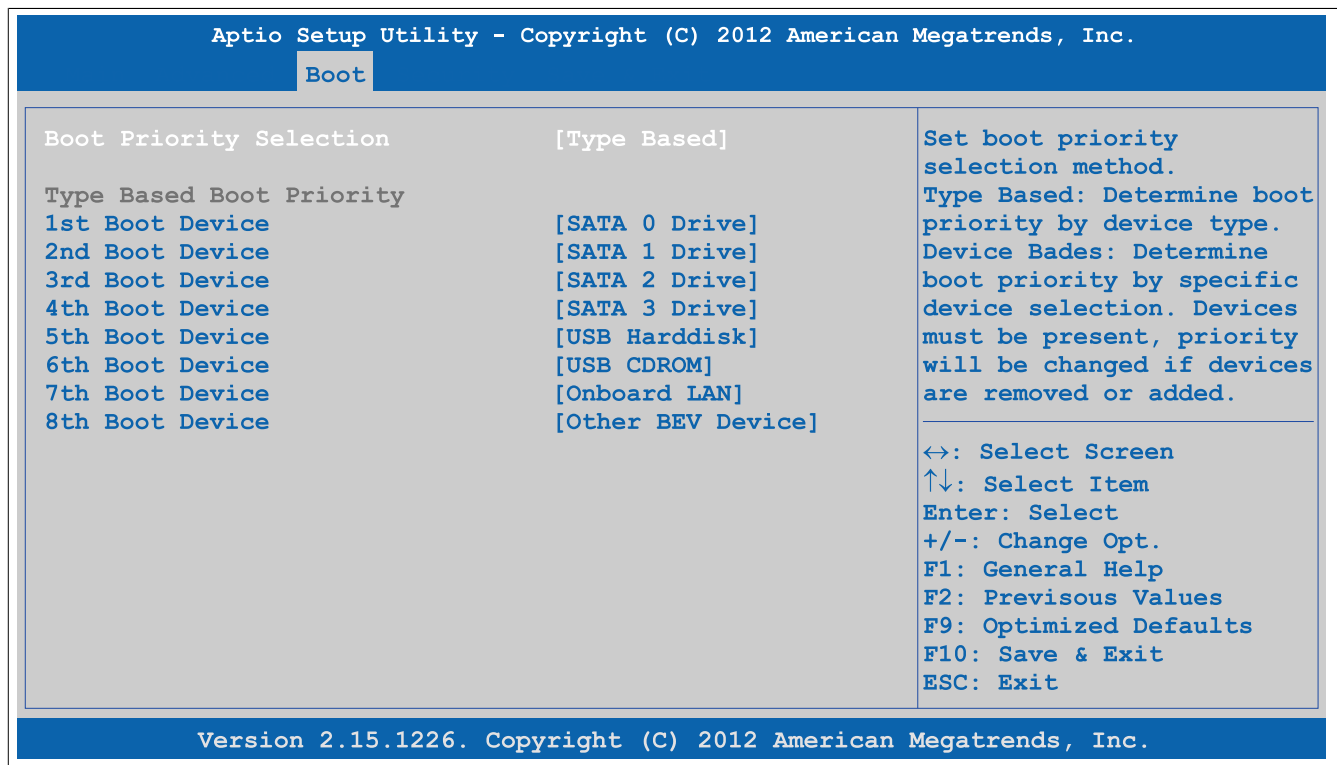 Aptio Setup Utility - Copyright (C) 2012 American Megatrends, Inc.
Boot
Boot Priority Selection [Type Based]
Type Based Boot Priority
1st Boot Device [SATA 0 Drive]
2nd Boot Device [SATA 1 Drive]
3rd Boot Device [SATA 2 Drive]
4th Boot Device [SATA 3 Drive]
5th Boot Device [USB Harddisk]
6th Boot Device [USB CDROM]
7th Boot Device [Onboard LAN]
8th Boot Device [Other BEV Device]
Set boot priority
selection method.
Type Based: Determine boot
priority by device type.
Device Bades: Determine
boot priority by specific
device selection. Devices
must be present, priority
will be changed if devices
are removed or added.
↔: Select Screen
↑↓: Select Item
Enter: Select
+/-: Change Opt.
F1: General Help
F2: Previsous Values
F9: Optimized Defaults
F10: Save & Exit
ESC: Exit
Version 2.15.1226. Copyright (C) 2012 American Megatrends, Inc.